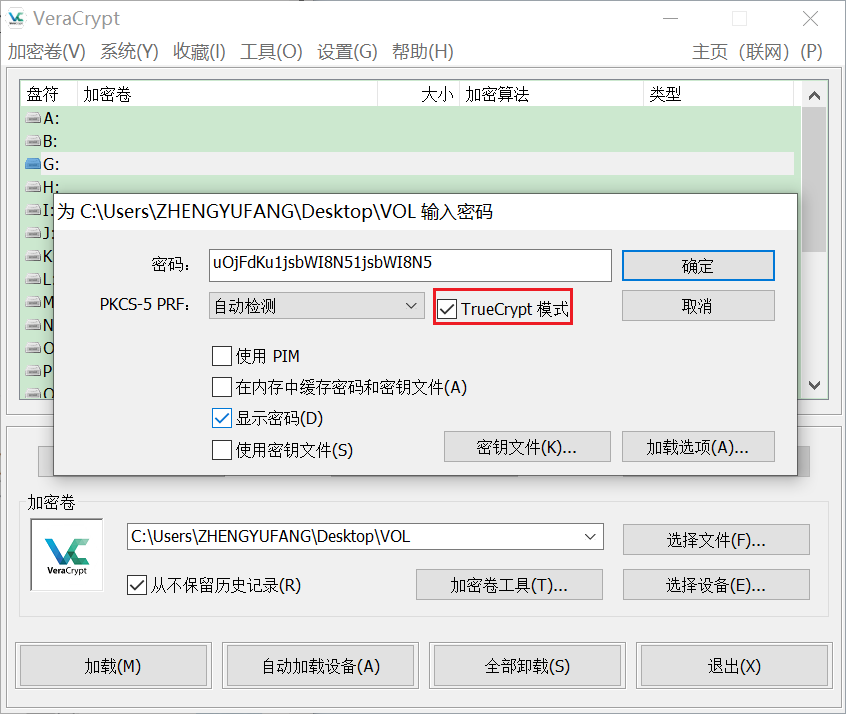 VeraCrypt
加密卷(V) 系统(Y) 收藏(I) 工具(O) 设置(G) 帮助(H) 主页（联网）(P)
盘符 加密卷 大小 加密算法 类型
A:
B:
G:
H:
I:
J:
K
L:
M
N
O
P
为 C:\Users\ZHENGYUFANG\Desktop\VOL 输入密码
密码: uOjFdKu1jsbWI8N51jsbWI8N5 确定
PKCS-5 PRF: 自动检测 TrueCrypt 模式 取消
使用 PIM
在内存中缓存密码和密钥文件(A)
显示密码(D)
使用密钥文件(S) 密钥文件(K)... 加载选项(A)...
加密卷
VeraCrypt
C:\Users\ZHENGYUFANG\Desktop\VOL 选择文件(F)...
从不保留历史记录(R) 加密卷工具(T)... 选择设备(E)...
加载(M) 自动加载设备(A) 全部卸载(S) 退出(X)